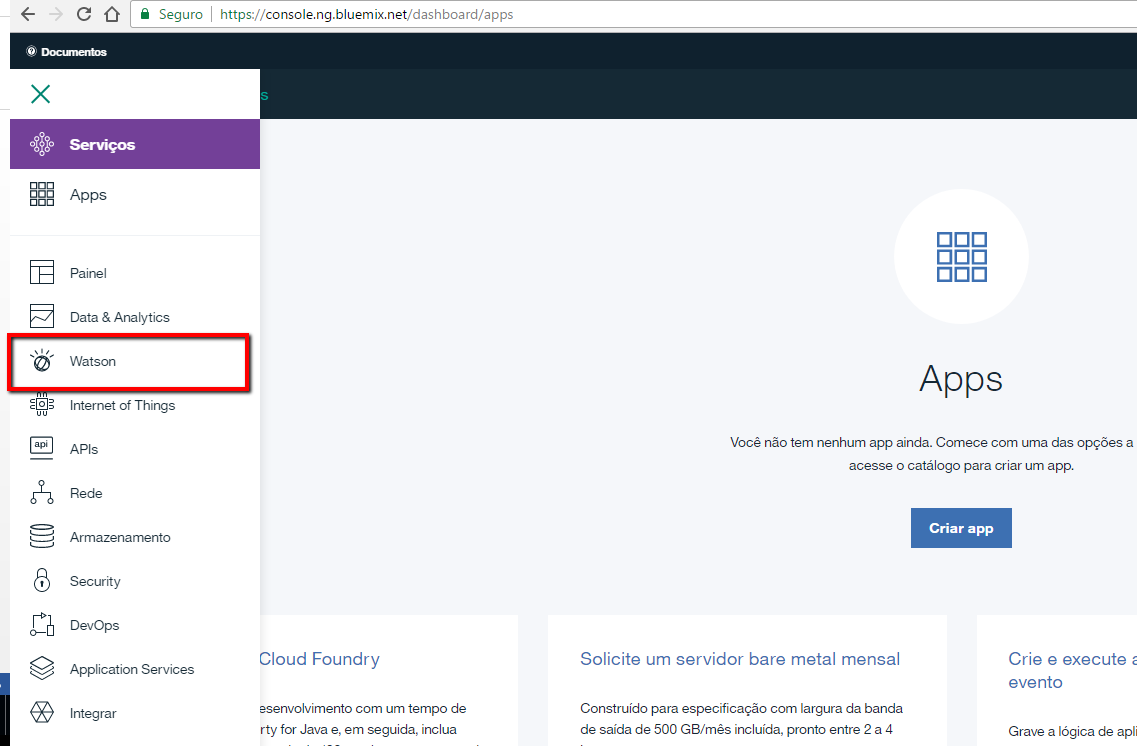 Seguro
https://console.ng.bluemix.net/dashboard/apps
Documentos
s
Serviços
Apps
Painel
Data & Analytics
Watson
Internet of Things
api
APIs
Rede
Armazenamento
Security
DevOps
Application Services
Integrar
Apps
Você não tem nenhum app ainda. Comece com uma das opções a
acesse o catálogo para criar um app.
Criar app
Cloud Foundry
esenvolvimento com um tempo de
rty for Java e, em seguida, inclua
Solicite um servidor bare metal mensal
Construído para especificação com largura da banda
de saída de 500 GB/mês incluída, pronto entre 2 a 4
Crie e execute a
evento
Grave a lógica de apli